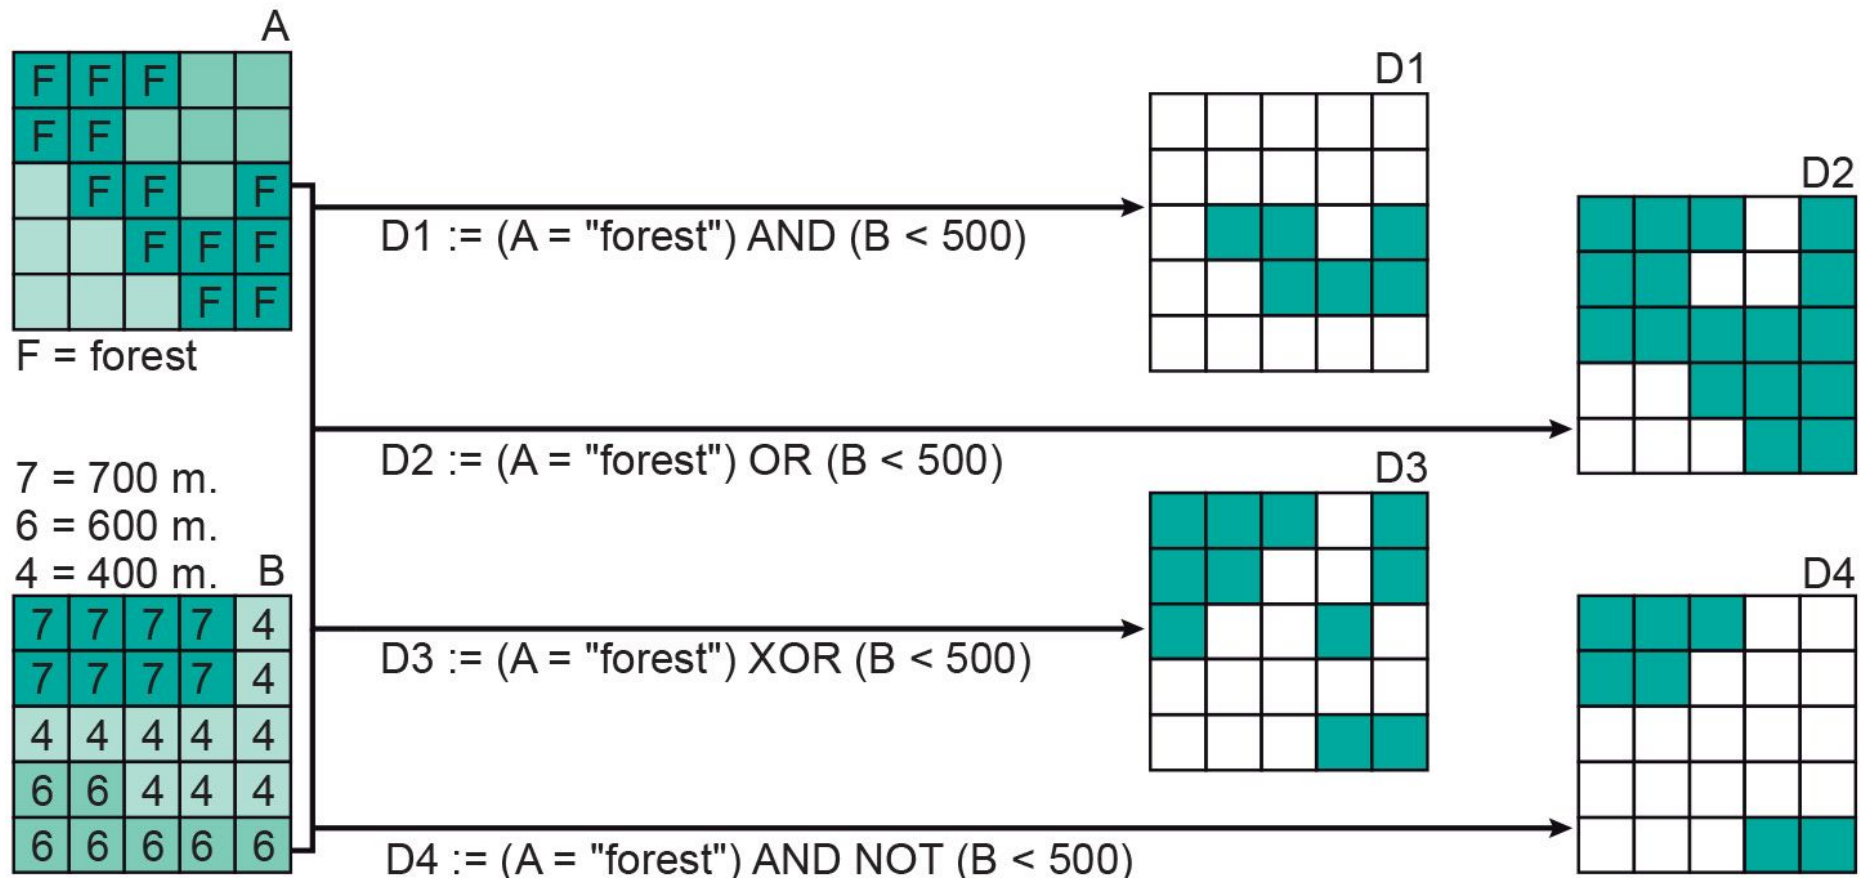 A
F F F
F F
F F F
F F F
F F
F = forest
7 = 700 m.
6 = 600 m.
4 = 400 m.
B
7 7 7 7 4
7 7 7 7 4
4 4 4 4 4
6 6 4 4 4
6 6 6 6 6
D1 := (A = "forest") AND (B < 500)
D1
D2 := (A = "forest") OR (B < 500)
D2
D3 := (A = "forest") XOR (B < 500)
D3
D4 := (A = "forest") AND NOT (B < 500)
D4